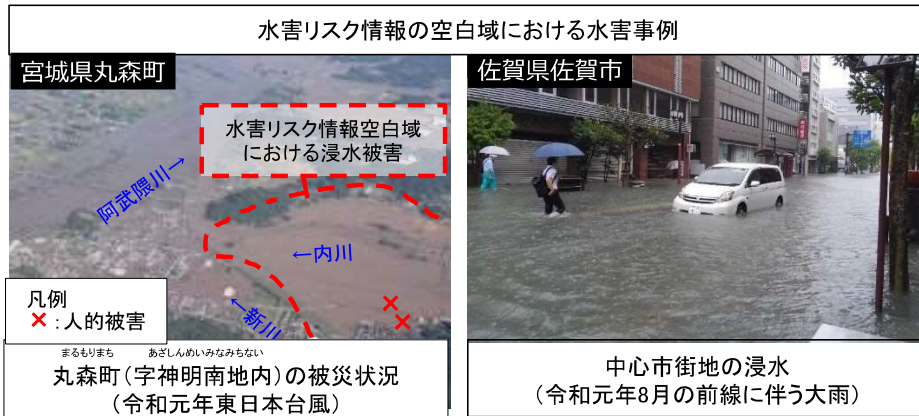 水害リスク情報の空白域における水害事例
宮城県丸森町
水害リスク情報空白域
における浸水被害
阿武隈川→
←内川
←新川
凡例
×:人的被害
まるもりまち あざしんめいみなみちない
丸森町(字神明南地内)の被災状況
(令和元年東日本台風)
佐賀県佐賀市
中心市街地の浸水
(令和元年8月の前線に伴う大雨)